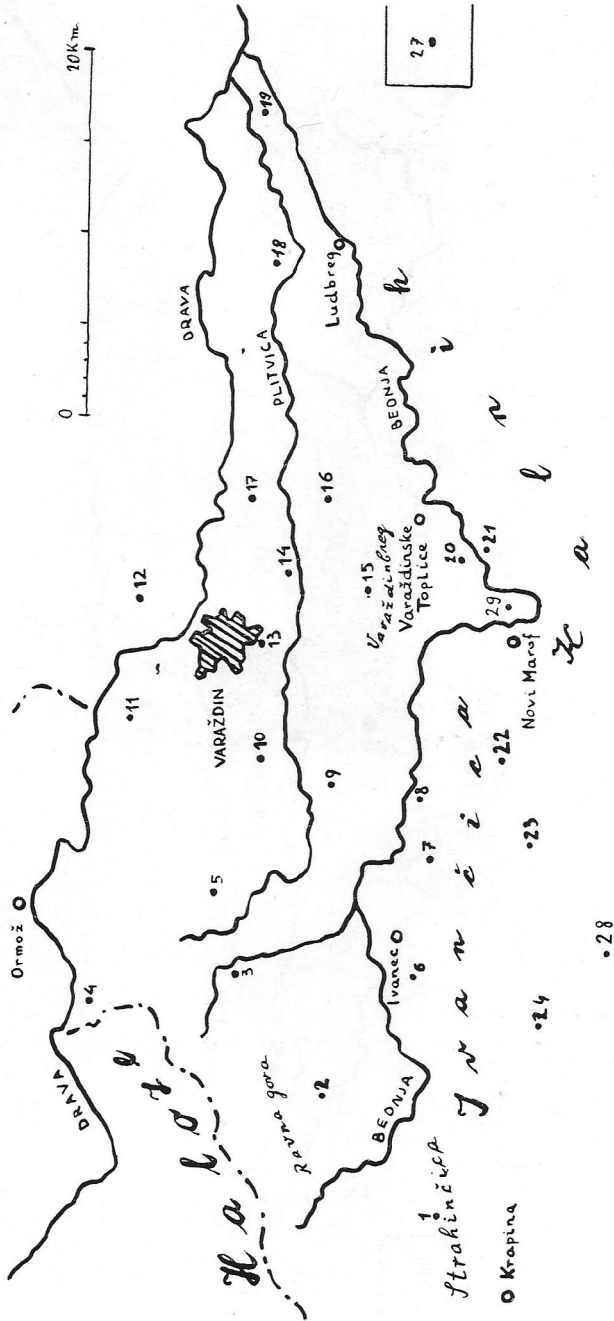 20 Km
0
27
Ormož
DRAVA
4
11
12
DRAVA
19
18
PLITVICA
Haloze
5
VARAŽDIN
10
13
17
14
16
9
3
Ravna gora
2
15
Varaždinbreg
Varaždinske
Toplice
Ludbreg
BEDNJA
BEDNJA
Ivanec
6
7
8
20
21
29
Novi Marof
22
23
24
28
Ivančica
Kalnik
1
Strahinčica
Krapina